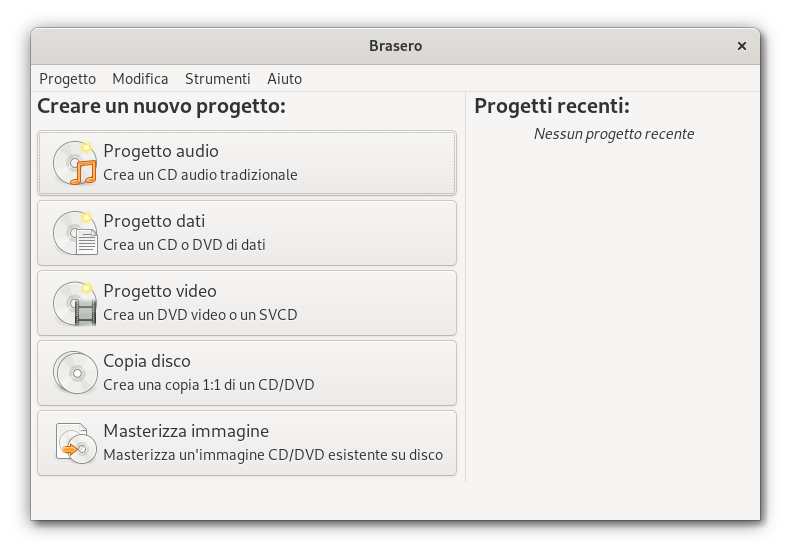 Brasero
Progetto Modifica Strumenti Aiuto
Creare un nuovo progetto:
Progetto audio
Crea un CD audio tradizionale
Progetto dati
Crea un CD o DVD di dati
Progetto video
Crea un DVD video o un SVCD
Copia disco
Crea una copia 1:1 di un CD/DVD
Masterizza immagine
Masterizza un'immagine CD/DVD esistente su disco
Progetti recenti:
Nessun progetto recente